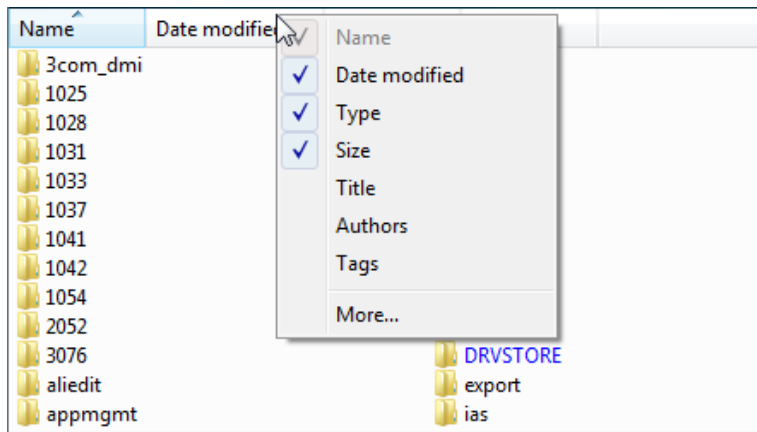 Name
Date modifie
3com_dmi
1025
1028
1031
1033
1037
1041
1042
1054
2052
3076
aliedit
appmgmt
Name
Date modified
Type
Size
Title
Authors
Tags
More...
DRVSTORE
export
ias